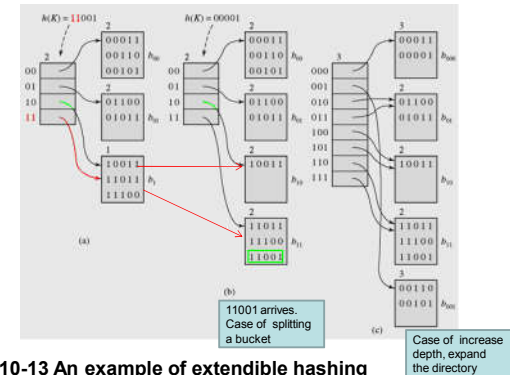 h(K) = 11001
2
00
01
10
11
2
00011
00110
00101
b00
2
01100
01011
b01
1
10011
11011
11100
b1
(a)
h(K) = 00001
2
00
01
10
11
2
00011
00110
00101
b00
2
01100
01011
b01
2
10011
b10
2
11011
11100
11001
b11
(b)
3
000
001
010
011
100
101
110
111
3
00011
00001
b000
2
01100
01011
b01
2
10011
b10
2
11011
11100
11001
b11
3
00110
00101
b001
(c)
11001 arrives.
Case of splitting
a bucket
Case of increase
depth, expand
the directory
10-13 An example of extendible hashing